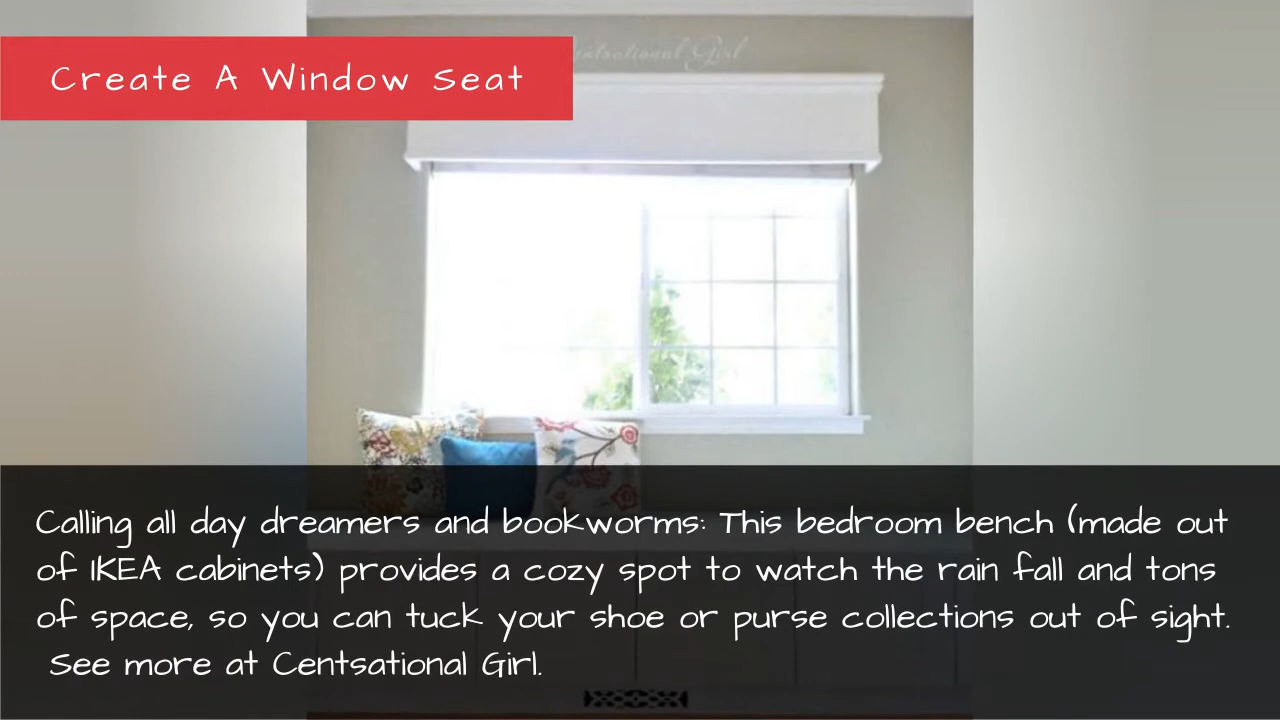 Create A Window Seat
Girl
Calling all day dreamers and bookworms: This bedroom bench (made out
of IKEA cabinets) provides a cozy spot to watch the rain fall and tons
of space, so you can tuck your shoe or purse collections out of sight.
See more at Centsational Girl.